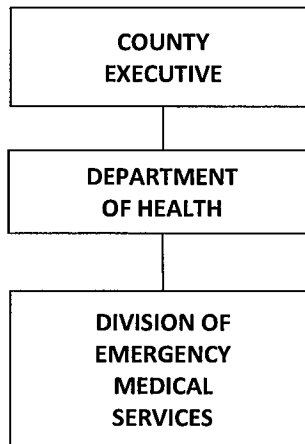 COUNTY
EXECUTIVE
DEPARTMENT
OF HEALTH
DIVISION OF
EMERGENCY
MEDICAL
SERVICES